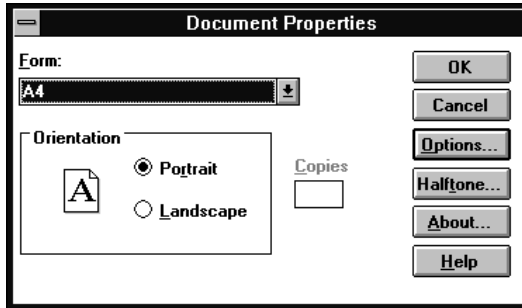 Document Properties
Form:
A4
Orientation
A
Portrait
Landscape
Copies
OK
Cancel
Options...
Halftone...
About...
Help